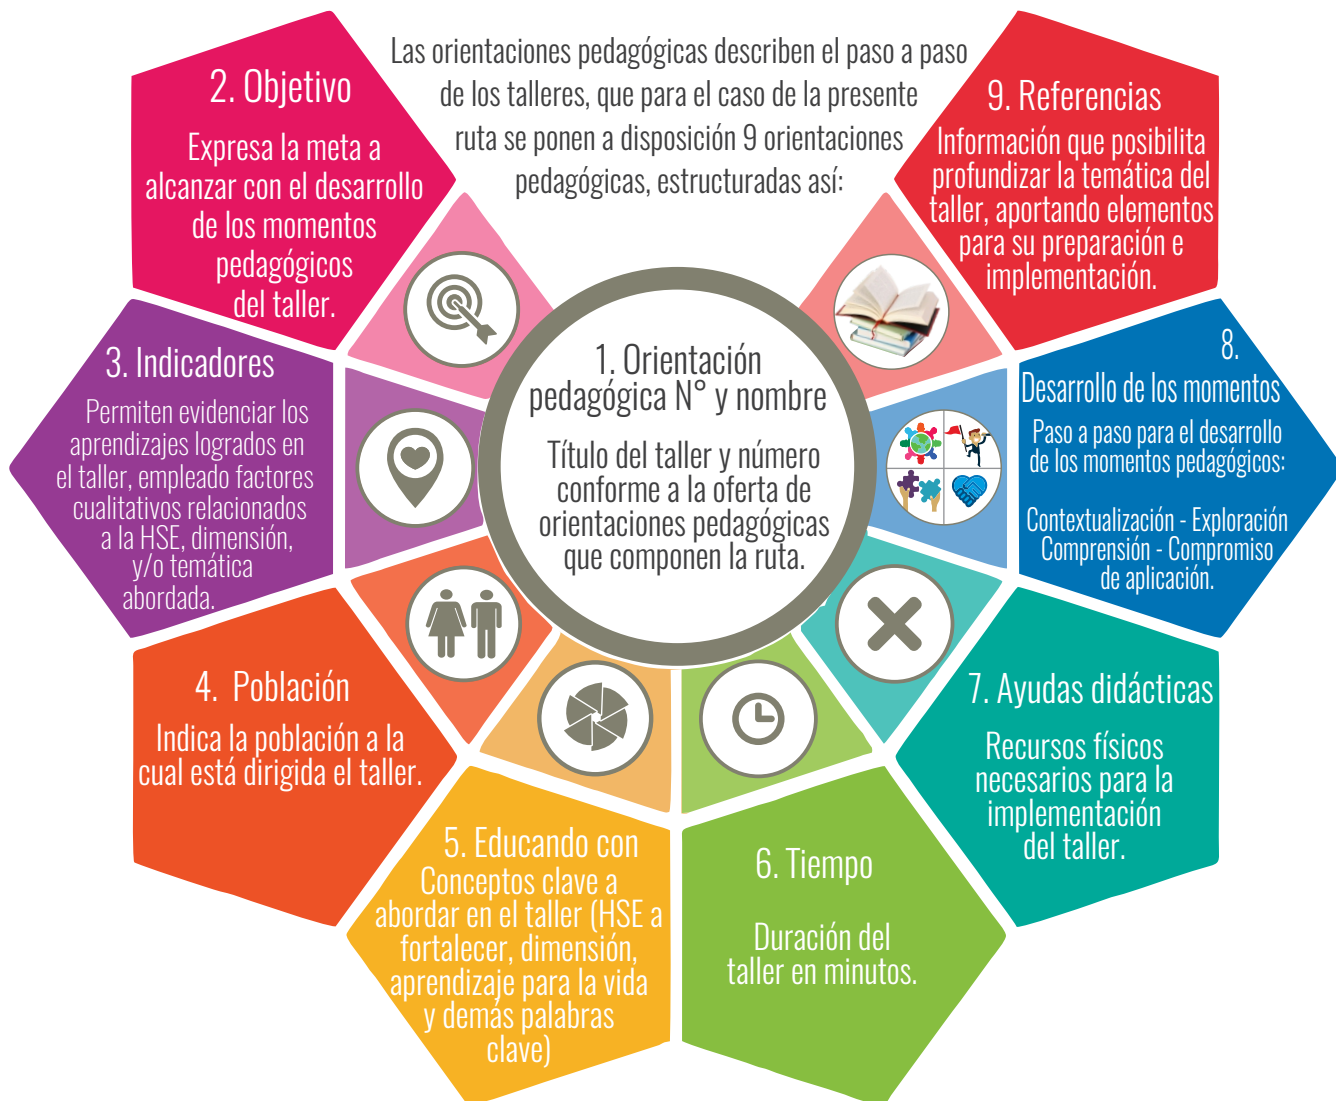 Las orientaciones pedagógicas describen el paso a paso
de los talleres, que para el caso de la presente
ruta se ponen a disposición 9 orientaciones
pedagógicas, estructuradas así:
1. Orientación
pedagógica N° y nombre
Título del taller y número
conforme a la oferta de
orientaciones pedagógicas
que componen la ruta.
2. Objetivo
Expresa la meta a
alcanzar con el desarrollo
de los momentos
pedagógicos
del taller.
3. Indicadores
Permiten evidenciar los
aprendizajes logrados en
el taller, empleado factores
cualitativos relacionados
a la HSE, dimensión,
y/o temática
abordada.
4. Población
Indica la población a la
cual está dirigida el taller.
5. Educando con
Conceptos clave a
abordar en el taller (HSE a
fortalecer, dimensión,
aprendizaje para la vida
y demás palabras
clave)
6. Tiempo
Duración del
taller en minutos.
7. Ayudas didácticas
Recursos físicos
necesarios para la
implementación
del taller.
8.
Desarrollo de los momentos
Paso a paso para el desarrollo
de los momentos pedagógicos:
Contextualización - Exploración
Comprensión - Compromiso
de aplicación.
9. Referencias
Información que posibilita
profundizar la temática del
taller, aportando elementos
para su preparación e
implementación.